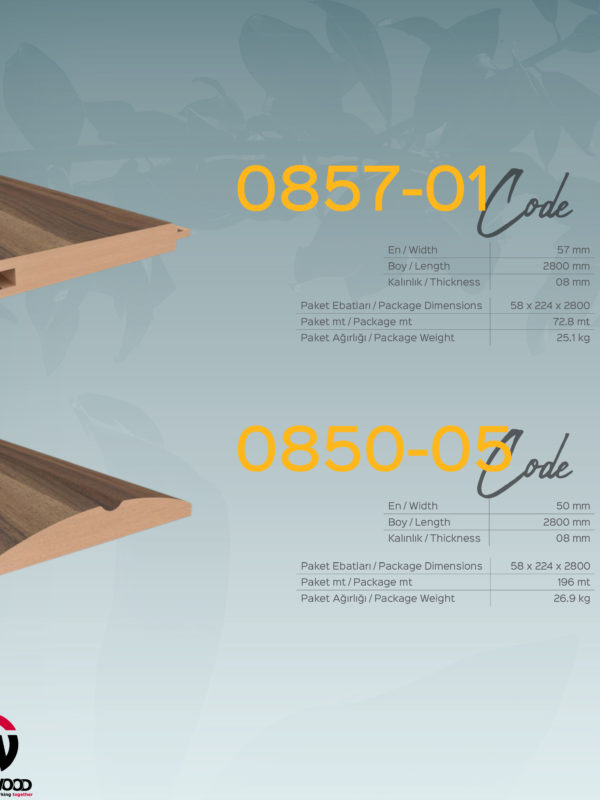 0857-01 Code
En / Width 57 mm
Boy / Length 2800 mm
Kalınlık / Thickness 08 mm
Paket Ebatları / Package Dimensions 58 x 224 x 2800
Paket mt / Package mt 72.8 mt
Paket Ağırlığı / Package Weight 25.1 kg
0850-05 Code
En / Width 50 mm
Boy / Length 2800 mm
Kalınlık / Thickness 08 mm
Paket Ebatları / Package Dimensions 58 x 224 x 2800
Paket mt / Package mt 196 mt
Paket Ağırlığı / Package Weight 26.9 kg
together